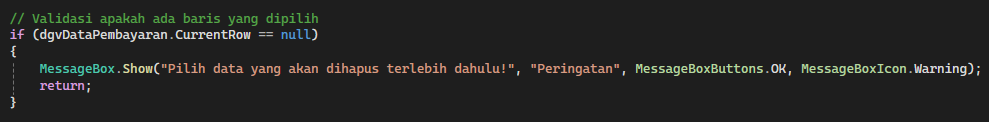 // Validasi apakah ada baris yang dipilih
if (dgvDataPembayaran.CurrentRow == null)
{
    MessageBox.Show("Pilih data yang akan dihapus terlebih dahulu!", "Peringatan", MessageBoxButtons.OK, MessageBoxIcon.Warning);
    return;
}